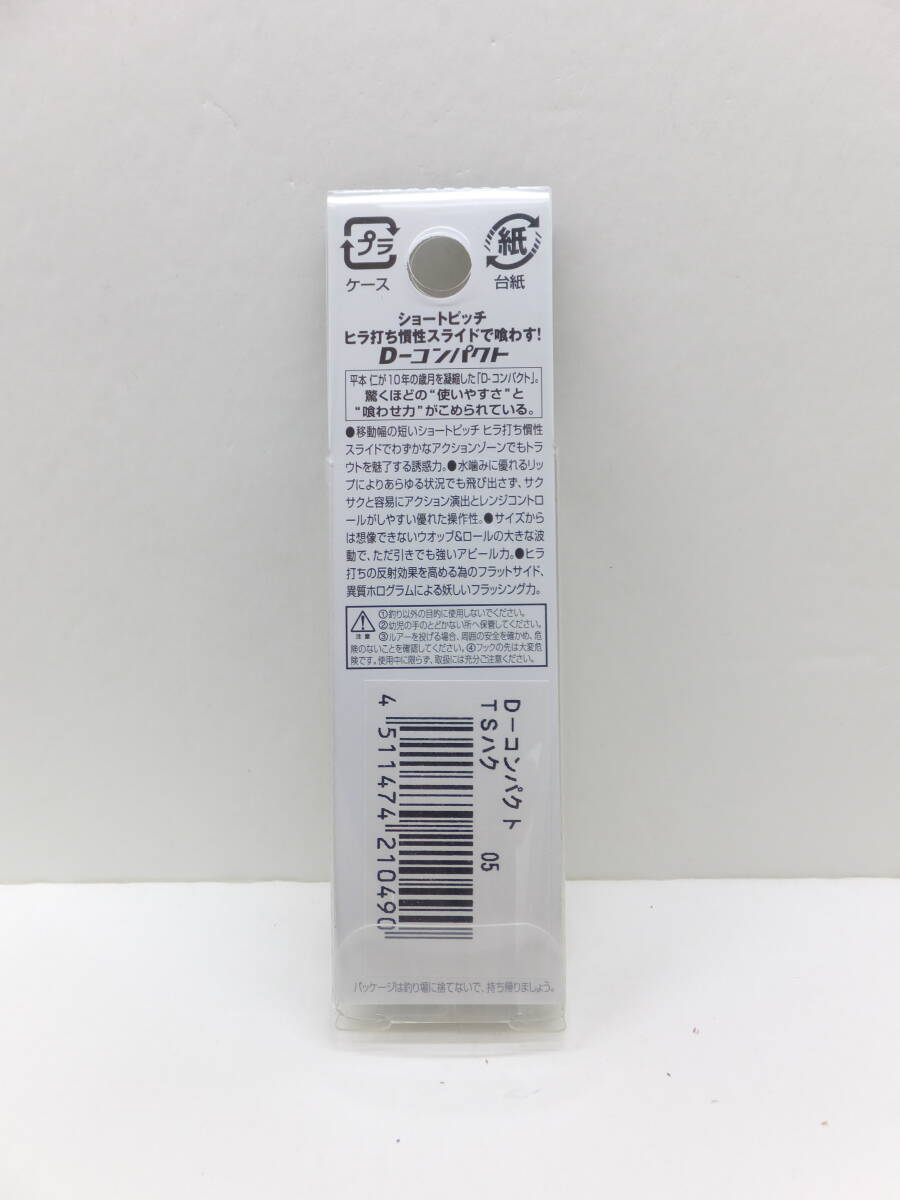 プラ
ケース
紙
台紙
ショートピッチ
ヒラ打ち慣性スライドで喰わす!
D-コンパクト
平本 仁が10年の歳月を凝縮した「D-コンパクト」。
驚くほどの“使いやすさ”と
“喰わせ力”がこめられている。
●移動幅の短いショートピッチ ヒラ打ち慣性
スライドでわずかなアクションゾーンでもトラ
ウトを魅了する誘惑力。●水噛みに優れるリッ
プによりあらゆる状況でも飛び出さず、サク
サクと容易にアクション演出とレンジコントロ
ールがしやすい優れた操作性。●サイズから
は想像できないウオッブ&ロールの大きな波
動で、ただ引きでも強いアピール力。●ヒラ
打ちの反射効果を高める為のフラットサイド、
異質ホログラムによる妖しいフラッシング力。
注意
①釣り以外の目的に使用しないでください。
②幼児の手のとどかない所へ保管してください。
③ルアーを投げる場合、周囲の安全を確かめ、危
険のないことを確認してください。④フックの先は大変危
険です。使用中に限らず、取扱には充分ご注意ください。
D-コンパクト 05
TSハク
4 511474 210490
パッケージは釣り場に捨てないで、持ち帰りましょう。